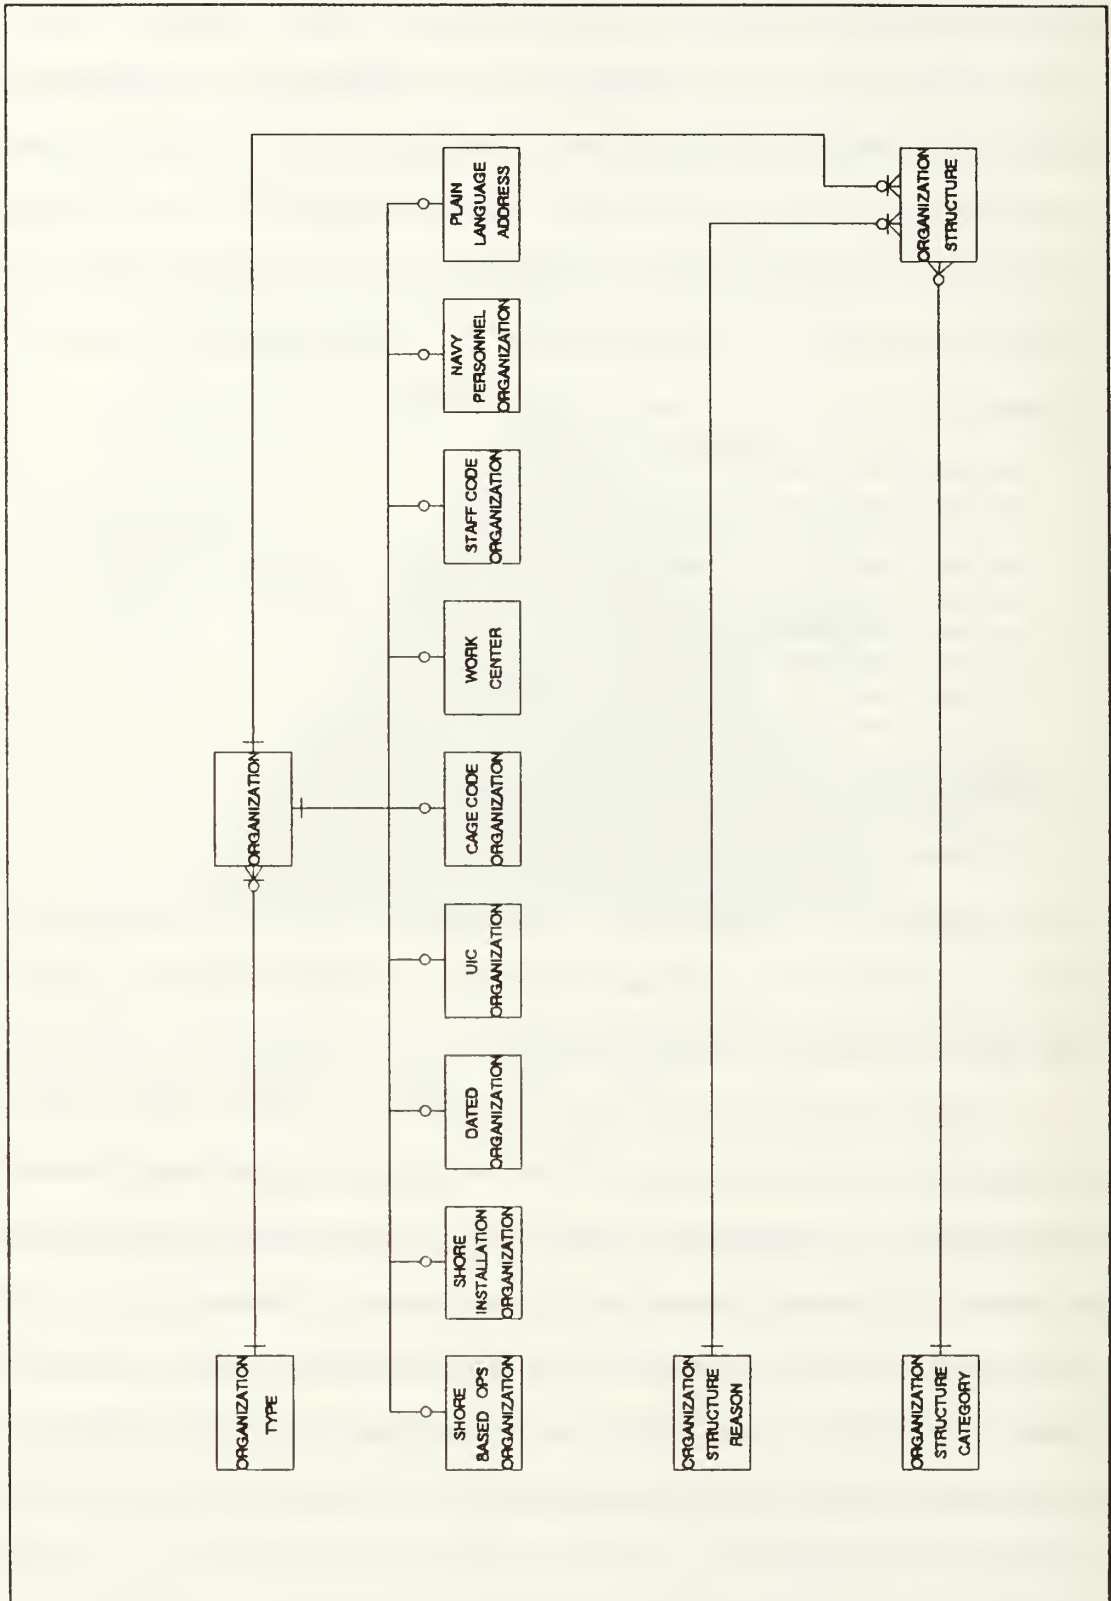 ORGANIZATION
TYPE
ORGANIZATION
SHORE
BASED OPS
ORGANIZATION
SHORE
INSTALLATION
ORGANIZATION
DATED
ORGANIZATION
UIC
ORGANIZATION
CAGE CODE
ORGANIZATION
WORK
CENTER
STAFF CODE
ORGANIZATION
NAVY
PERSONNEL
ORGANIZATION
PLAIN
LANGUAGE
ADDRESS
ORGANIZATION
STRUCTURE
REASON
ORGANIZATION
STRUCTURE
CATEGORY
ORGANIZATION
STRUCTURE